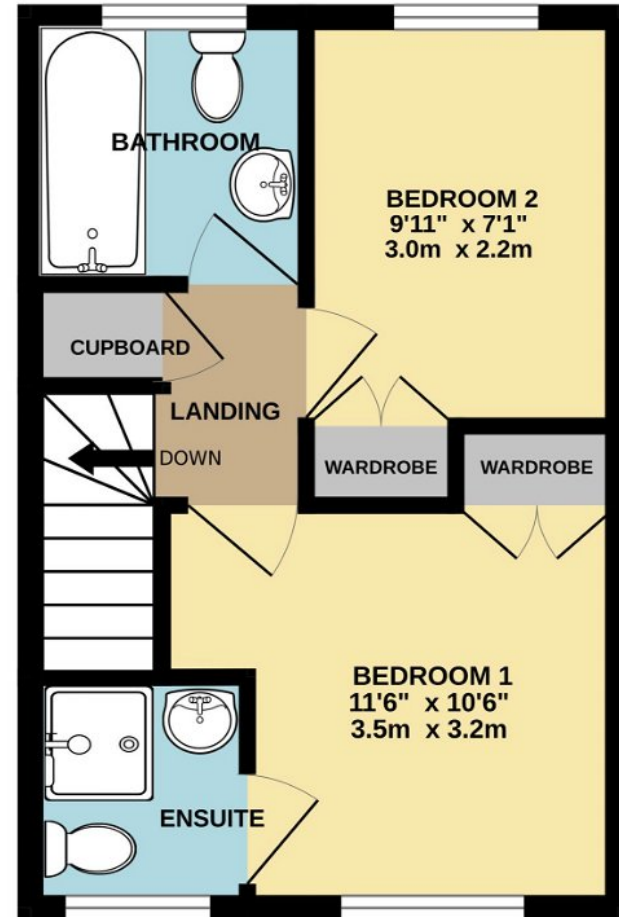 BATHROOM
BEDROOM 2
9'11" x 7'1"
3.0m x 2.2m
CUPBOARD
LANDING
DOWN
WARDROBE
WARDROBE
BEDROOM 1
11'6" x 10'6"
3.5m x 3.2m
ENSUITE